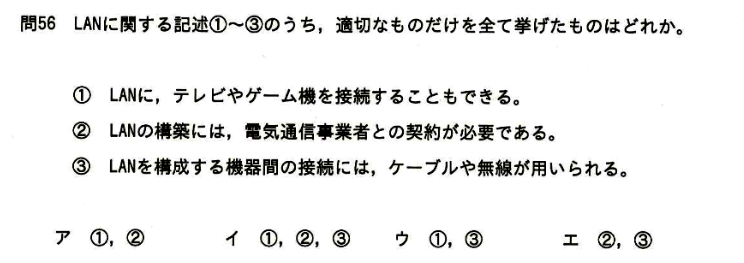 問56 LANに関する記述①～③のうち，適切なものだけを全て挙げたものはどれか。
① LANに，テレビやゲーム機を接続することもできる。
② LANの構築には，電気通信事業者との契約が必要である。
③ LANを構成する機器間の接続には，ケーブルや無線が用いられる。
ア ①，② イ ①，②，③ ウ ①，③ エ ②，③